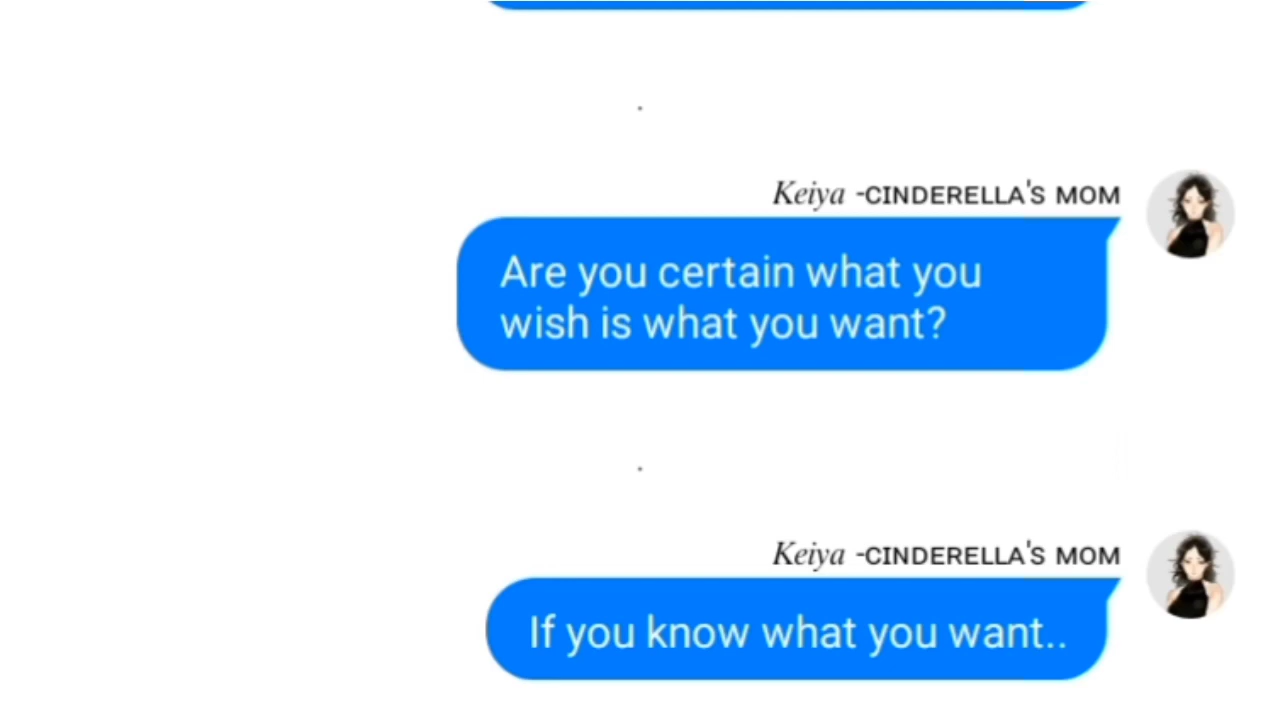 Keiya -CINDERELLA'S MOM
Are you certain what you
wish is what you want?
Keiya -CINDERELLA'S MOM
If you know what you want..